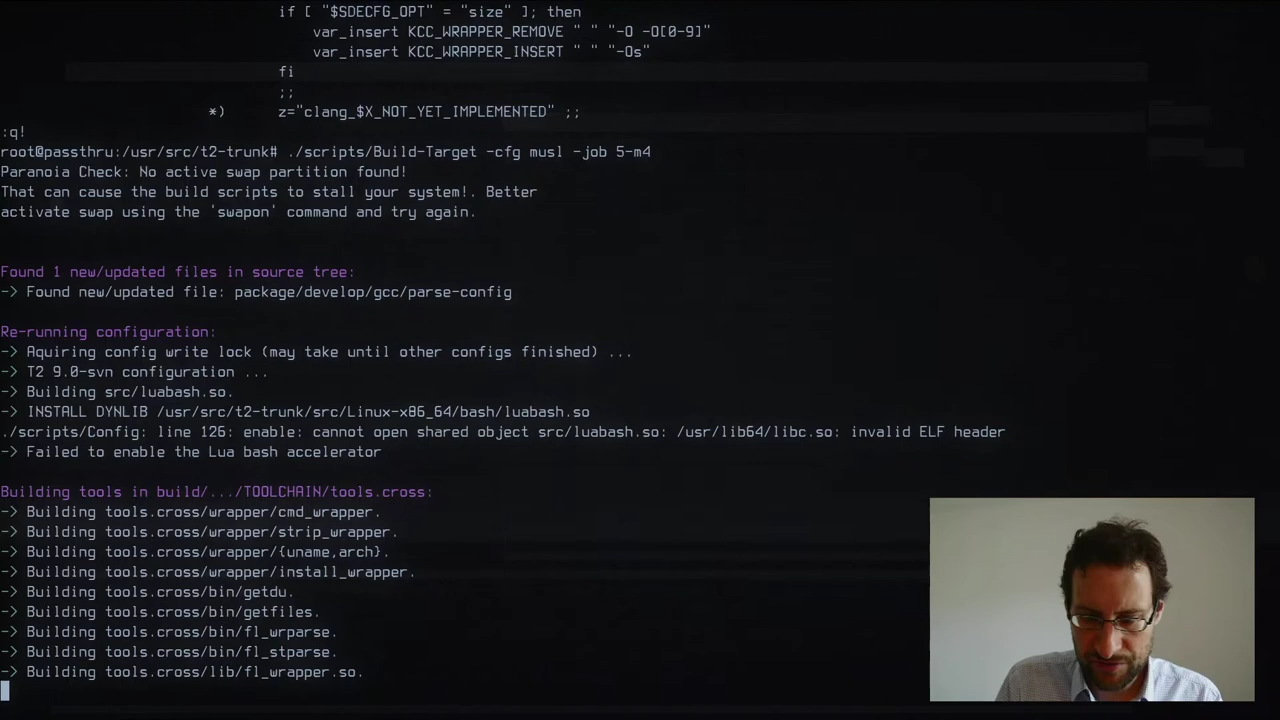 if [ "$SDECFG_OPT" = "size" ]; then
var_insert KCC_WRAPPER_REMOVE " " "-O -O[0-9]"
var_insert KCC_WRAPPER_INSERT " " "-Os"
fi
;;
*) z="clang_$X_NOT_YET_IMPLEMENTED" ;;
:q!
root@passthru:/usr/src/t2-trunk# ./scripts/Build-Target -cfg musl -job 5-m4
Paranoia Check: No active swap partition found!
That can cause the build scripts to stall your system!. Better
activate swap using the 'swapon' command and try again.
Found 1 new/updated files in source tree:
-> Found new/updated file: package/develop/gcc/parse-config
Re-running configuration:
-> Aquiring config write lock (may take until other configs finished) ...
-> T2 9.0-svn configuration ...
-> Building src/luabash.so.
-> INSTALL DYNLIB /usr/src/t2-trunk/src/Linux-x86_64/bash/luabash.so
./scripts/Config: line 126: enable: cannot open shared object src/luabash.so: /usr/lib64/libc.so: invalid ELF header
-> Failed to enable the Lua bash accelerator
Building tools in build/.../TOOLCHAIN/tools.cross:
-> Building tools.cross/wrapper/cmd_wrapper.
-> Building tools.cross/wrapper/strip_wrapper.
-> Building tools.cross/wrapper/{uname,arch}.
-> Building tools.cross/wrapper/install_wrapper.
-> Building tools.cross/bin/getdu.
-> Building tools.cross/bin/getfiles.
-> Building tools.cross/bin/fl_wrparse.
-> Building tools.cross/bin/fl_stparse.
-> Building tools.cross/lib/fl_wrapper.so.